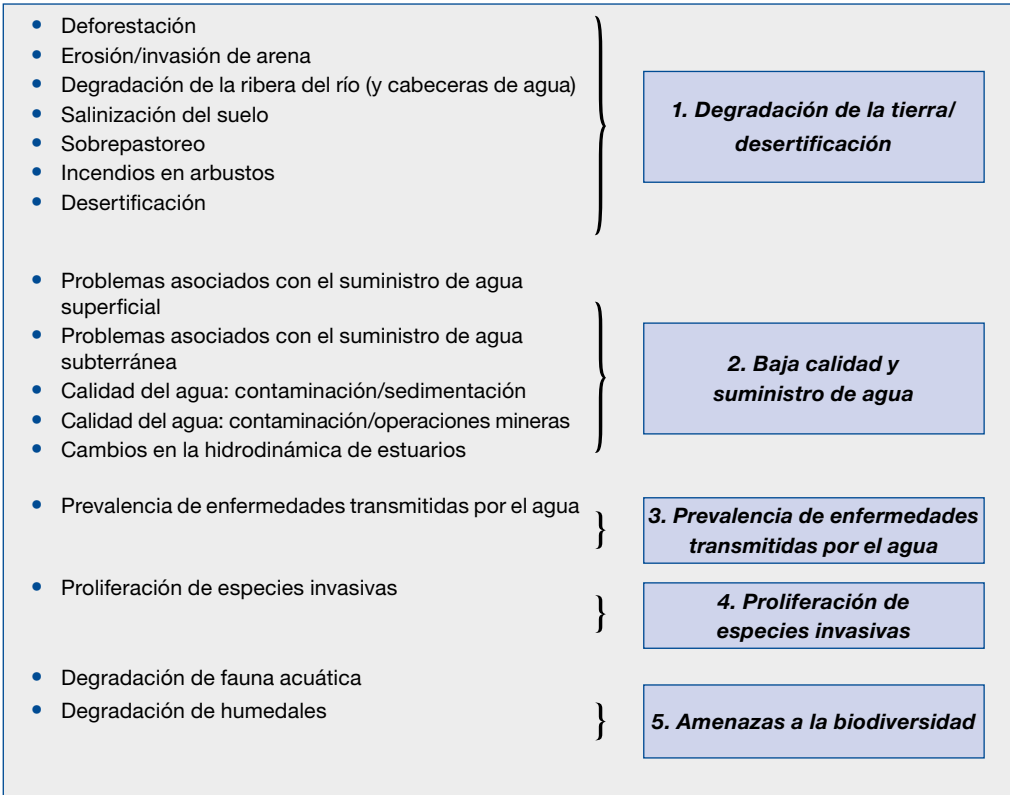 • Deforestación
• Erosión/invasión de arena
• Degradación de la ribera del río (y cabeceras de agua)
• Salinización del suelo
• Sobrepastoreo
• Incendios en arbustos
• Desertificación
1. Degradación de la tierra/
desertificación
• Problemas asociados con el suministro de agua
superficial
• Problemas asociados con el suministro de agua
subterránea
• Calidad del agua: contaminación/sedimentación
• Calidad del agua: contaminación/operaciones mineras
• Cambios en la hidrodinámica de estuarios
2. Baja calidad y
suministro de agua
• Prevalencia de enfermedades transmitidas por el agua
3. Prevalencia de enfermedades
transmitidas por el agua
• Proliferación de especies invasivas
4. Proliferación de
especies invasivas
• Degradación de fauna acuática
• Degradación de humedales
5. Amenazas a la biodiversidad